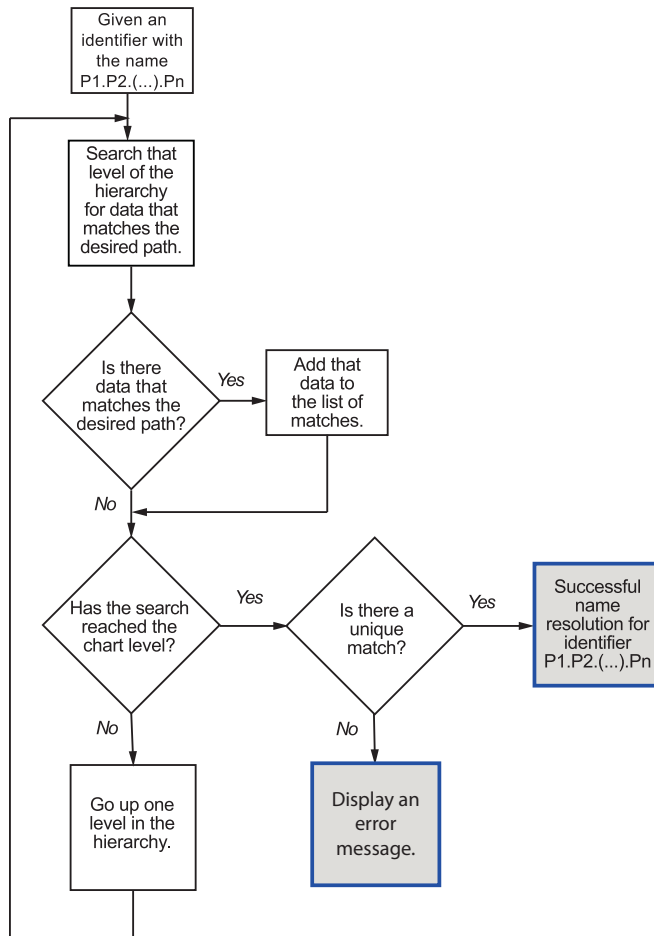 Given an
identifier with
the name
P1.P2.(...).Pn
Search that
level of the
hierarchy
for data that
matches the
desired path.
Is there
data that
matches the
desired path?
Yes
Add that
data to
the list of
matches.
No
Has the search
reached the
chart level?
Yes
Is there a
unique
match?
Yes
Successful
name
resolution for
identifier
P1.P2.(...).Pn
No
No
Go up one
level in the
hierarchy.
Display an
error
message.